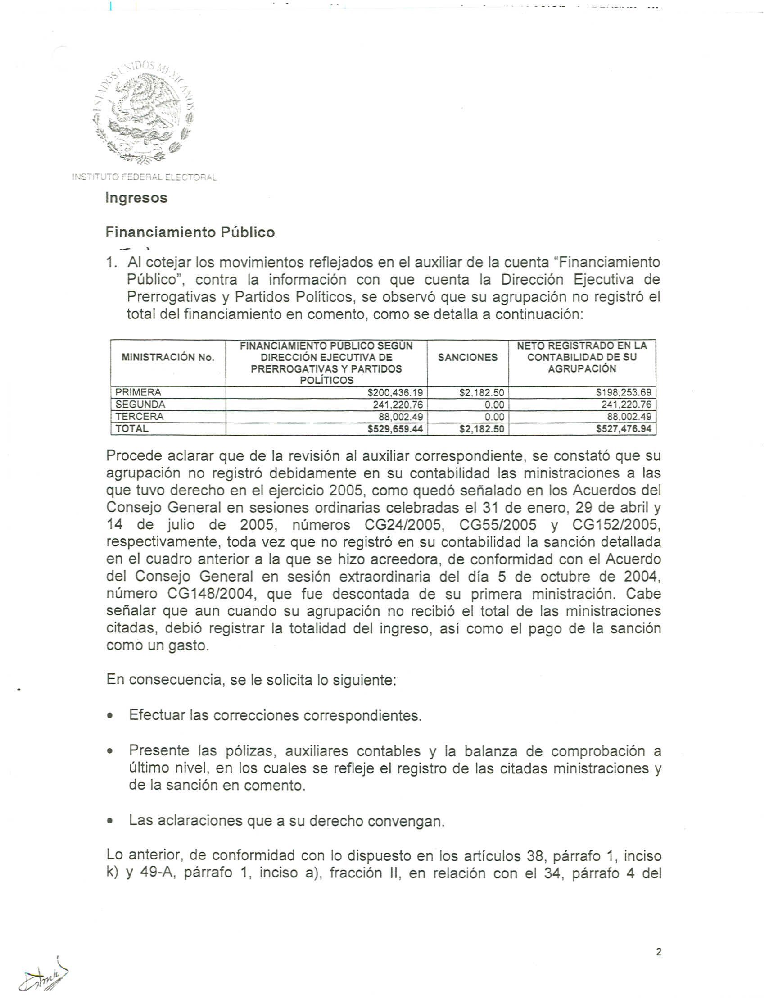 ESTADOS UNIDOS MEXICANOS
INSTITUTO FEDERAL ELECTORAL
Ingresos
Financiamiento Público
1. Al cotejar los movimientos reflejados en el auxiliar de la cuenta “Financiamiento
Público”, contra la información con que cuenta la Dirección Ejecutiva de
Prerrogativas y Partidos Políticos, se observó que su agrupación no registró el
total del financiamiento en comento, como se detalla a continuación:
MINISTRACIÓN No.
FINANCIAMIENTO PÚBLICO SEGÚN
DIRECCIÓN EJECUTIVA DE
PRERROGATIVAS Y PARTIDOS
POLÍTICOS
SANCIONES
NETO REGISTRADO EN LA
CONTABILIDAD DE SU
AGRUPACIÓN
PRIMERA $200,436.19 $2,182.50 $198,253.69
SEGUNDA 241,220.76 0.00 241,220.76
TERCERA 88,002.49 0.00 88,002.49
TOTAL $529,659.44 $2,182.50 $527,476.94
Procede aclarar que de la revisión al auxiliar correspondiente, se constató que su
agrupación no registró debidamente en su contabilidad las ministraciones a las
que tuvo derecho en el ejercicio 2005, como quedó señalado en los Acuerdos del
Consejo General en sesiones ordinarias celebradas el 31 de enero, 29 de abril y
14 de julio de 2005, números CG24/2005, CG55/2005 y CG152/2005,
respectivamente, toda vez que no registró en su contabilidad la sanción detallada
en el cuadro anterior a la que se hizo acreedora, de conformidad con el Acuerdo
del Consejo General en sesión extraordinaria del día 5 de octubre de 2004,
número CG148/2004, que fue descontada de su primera ministración. Cabe
señalar que aun cuando su agrupación no recibió el total de las ministraciones
citadas, debió registrar la totalidad del ingreso, así como el pago de la sanción
como un gasto.
En consecuencia, se le solicita lo siguiente:
• Efectuar las correcciones correspondientes.
• Presente las pólizas, auxiliares contables y la balanza de comprobación a
último nivel, en los cuales se refleje el registro de las citadas ministraciones y
de la sanción en comento.
• Las aclaraciones que a su derecho convengan.
Lo anterior, de conformidad con lo dispuesto en los artículos 38, párrafo 1, inciso
k) y 49-A, párrafo 1, inciso a), fracción II, en relación con el 34, párrafo 4 del
2